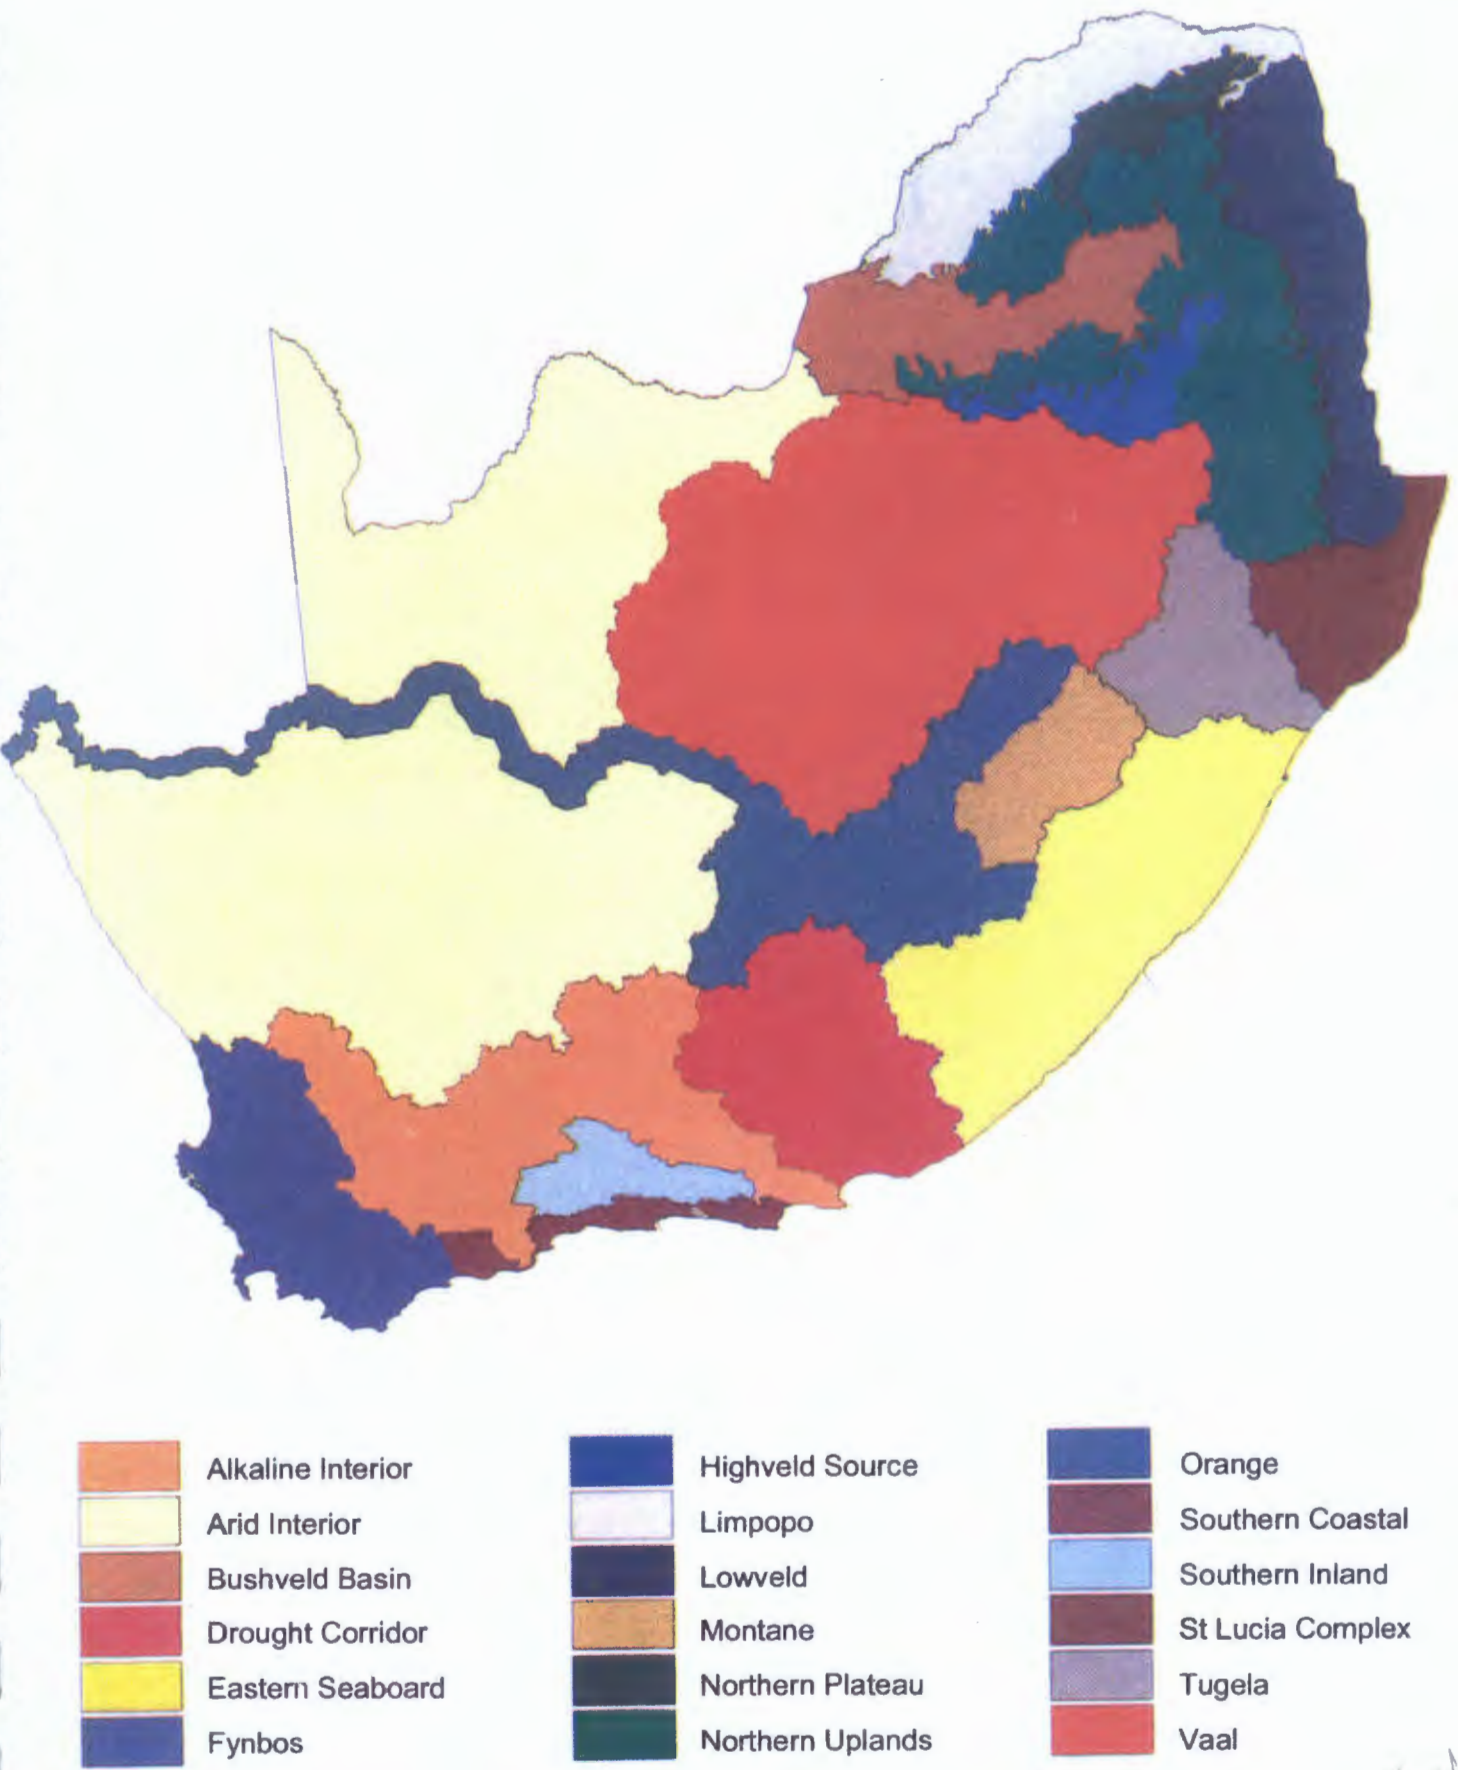 Alkaline Interior
Arid Interior
Bushveld Basin
Drought Corridor
Eastern Seaboard
Fynbos
Highveld Source
Limpopo
Lowveld
Montane
Northern Plateau
Northern Uplands
Orange
Southern Coastal
Southern Inland
St Lucia Complex
Tugela
Vaal